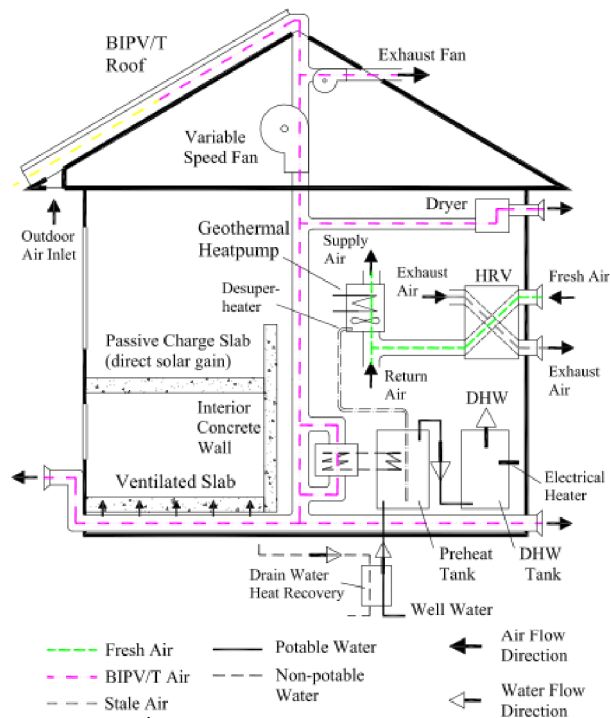 BIPV/T
Roof
Exhaust Fan
Variable
Speed Fan
Dryer
Outdoor
Air Inlet
Geothermal
Heatpump
Supply
Air
Exhaust
Air
HRV
Fresh Air
Desuper-
heater
Passive Charge Slab
(direct solar gain)
Return
Air
Exhaust
Air
Interior
Concrete
Wall
DHW
Electrical
Heater
Ventilated Slab
Preheat
Tank
DHW
Tank
Drain Water
Heat Recovery
Well Water
Fresh Air
BIPV/T Air
Stale Air
Potable Water
Non-potable
Water
Air Flow
Direction
Water Flow
Direction